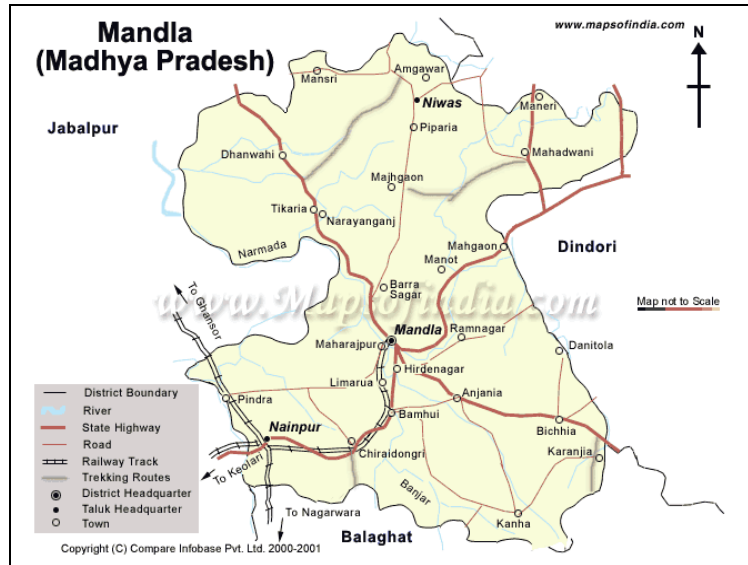 Mandla
(Madhya Pradesh)
www.mapsofindia.com
N
Jabalpur
Mansri
Amgawar
Niwas
Maneri
Piparia
Dhanwahi
Mahadwani
Majhgaon
Tikaria
Narayanganj
Narmada
Mahgaon
Dindori
Manot
To Ghansor
Barra
Sagar
www.Mapsofindia.com
Map not to Scale
Mandla
Ramnagar
Maharajpur
Danitola
Hirdenagar
Limarua
Anjania
Pindra
Bamhui
Bichhia
Nainpur
Chiraidongri
Karanjia
To Keolari
Banjar
To Nagarwara
Kanha
Balaghat
District Boundary
River
State Highway
Road
Railway Track
Trekking Routes
District Headquarter
Taluk Headquarter
Town
Copyright (C) Compare Infobase Pvt. Ltd. 2000-2001